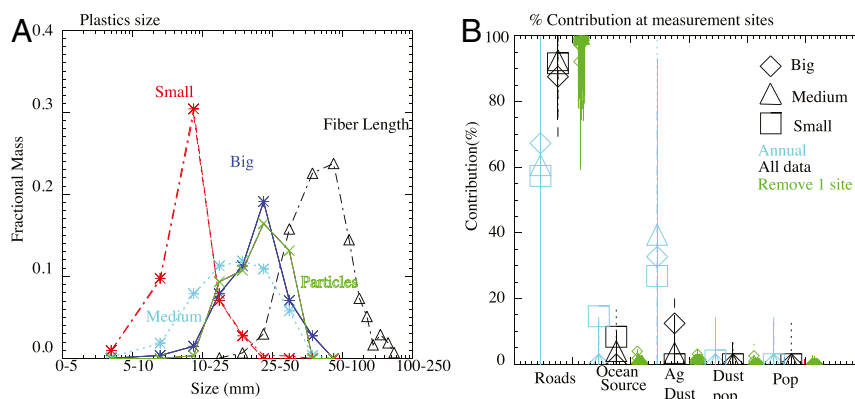 A
Plastics size
0.4
0.3
0.2
0.1
0.0
Fractional Mass
Small
Fiber Length
Big
Particles
Medium
0-5 5-10 10-25 25-50 50-100 100-250
Size (mm)
B
% Contribution at measurement sites
100
80
60
40
20
0
Contribution(%)
Big
Medium
Small
Annual
All data
Remove 1 site
Roads Ocean Source Ag Dust Dust pop Pop